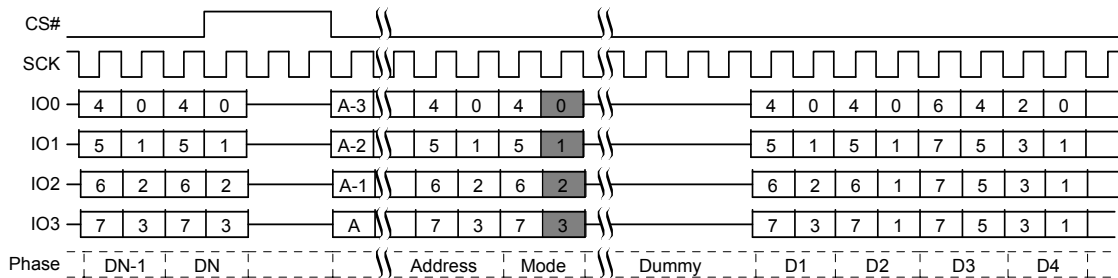 CS#
SCK
IO0 4 0 4 0 A-3 4 0 4 0 4 0 4 0 6 4 2 0
IO1 5 1 5 1 A-2 5 1 5 1 5 1 5 1 7 5 3 1
IO2 6 2 6 2 A-1 6 2 6 2 6 2 6 1 7 5 3 1
IO3 7 3 7 3 A 7 3 7 3 7 3 7 1 7 5 3 1
Phase DN-1 DN Address Mode Dummy D1 D2 D3 D4